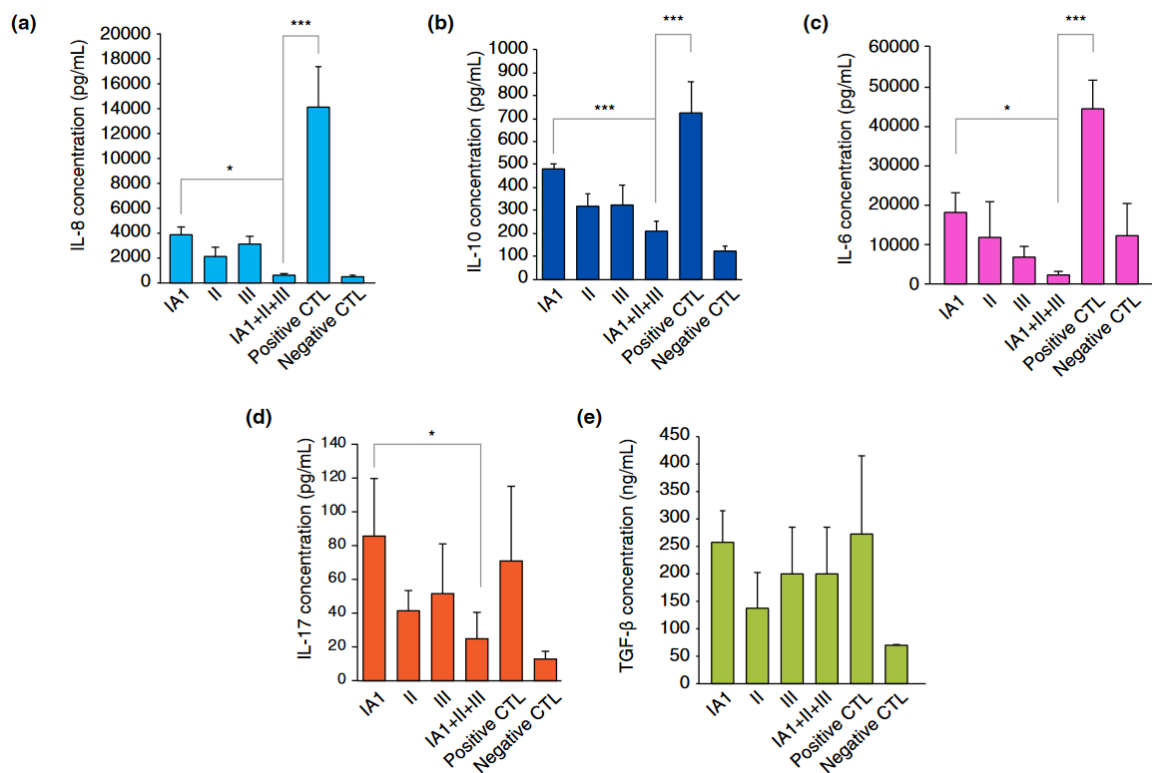 (a)
IL-8 concentration (pg/mL)
20000
18000
16000
14000
12000
10000
8000
6000
4000
2000
0
*
***
IA1
II
III
IA1+II+III
Positive CTL
Negative CTL
(b)
IL-10 concentration (pg/mL)
1000
900
800
700
600
500
400
300
200
100
0
***
***
IA1
II
III
IA1+II+III
Positive CTL
Negative CTL
(c)
IL-6 concentration (pg/mL)
60000
50000
40000
30000
20000
10000
0
*
***
IA1
II
III
IA1+II+III
Positive CTL
Negative CTL
(d)
IL-17 concentration (pg/mL)
140
120
100
80
60
40
20
0
*
IA1
II
III
IA1+II+III
Positive CTL
Negative CTL
(e)
TGF-β concentration (ng/mL)
450
400
350
300
250
200
150
100
50
0
IA1
II
III
IA1+II+III
Positive CTL
Negative CTL